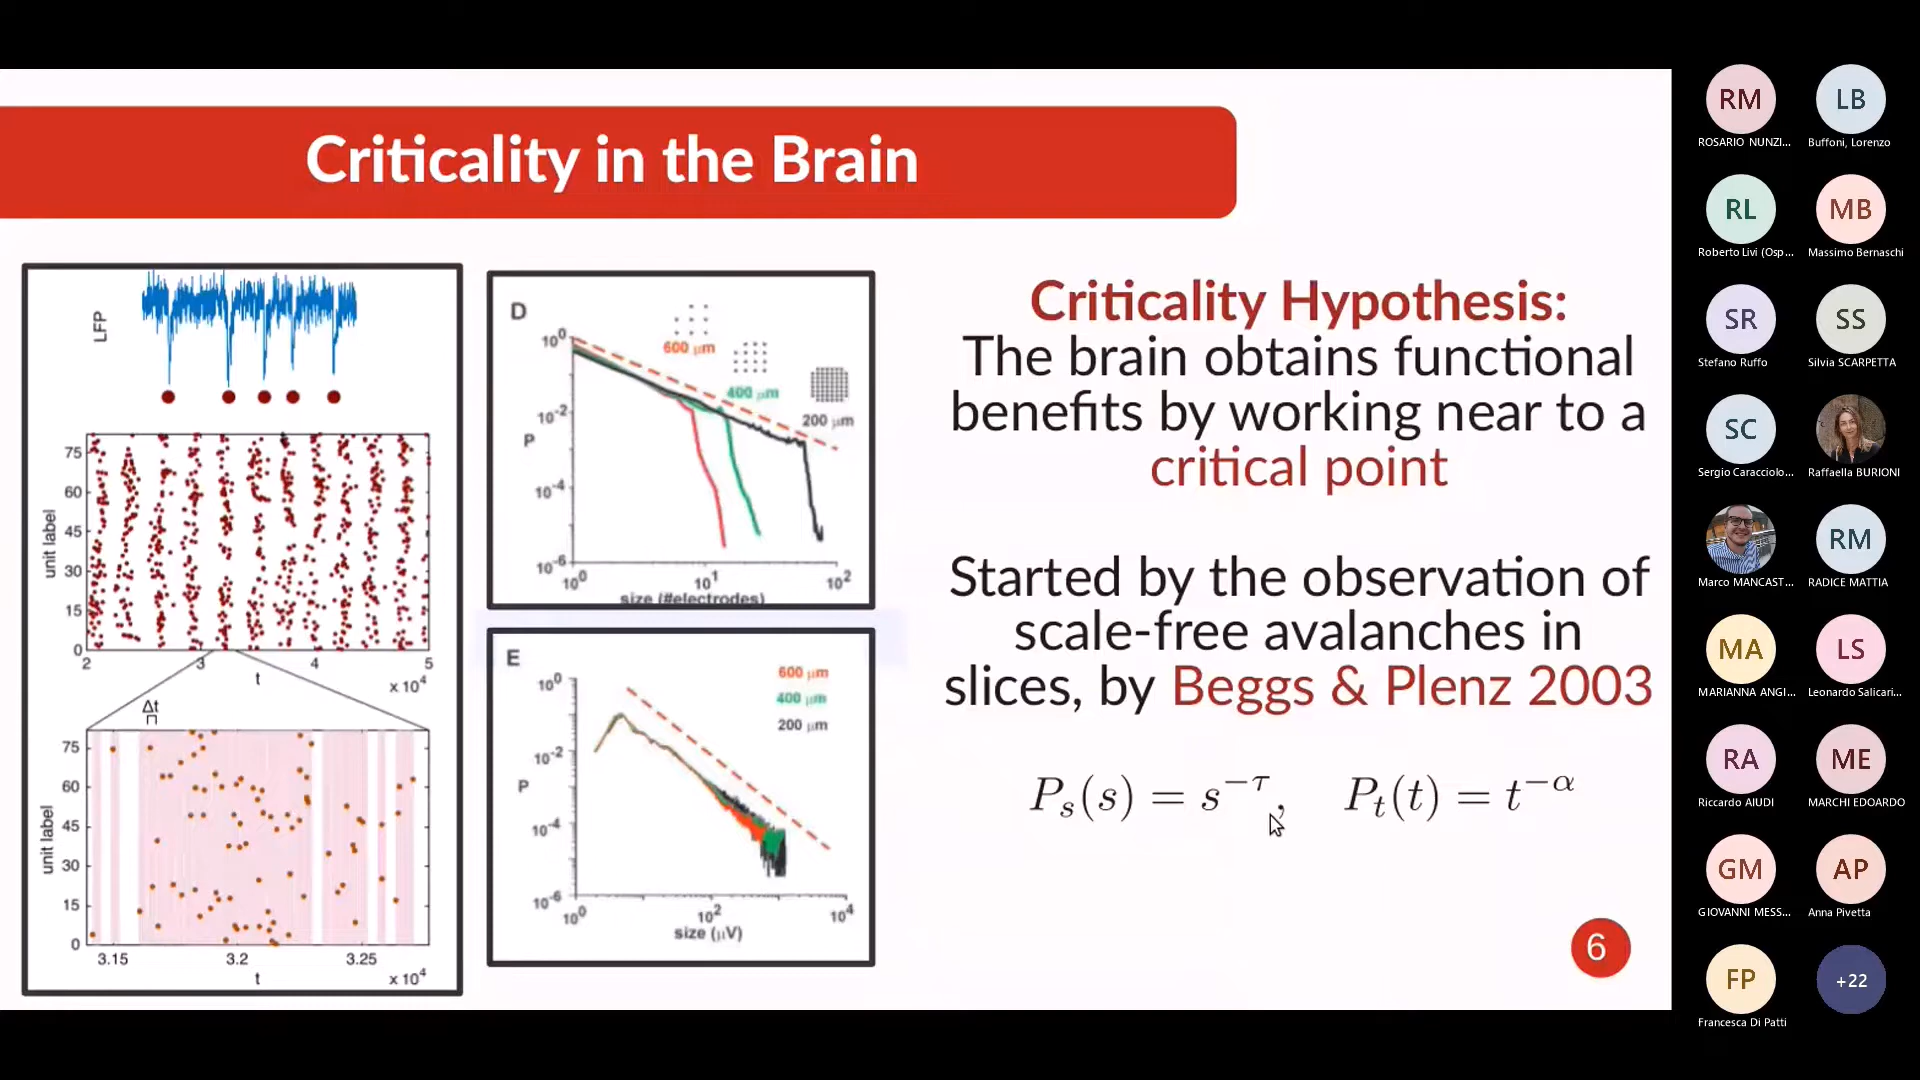 Criticality in the Brain
LFP
unit label
75
60
45
30
15
0
2
3
4
5
t
x 10⁴
Δt
unit label
75
60
45
30
15
0
3.15
3.2
3.25
t
x 10⁴
D
600 μm
400 μm
200 μm
P
10⁰
10⁻²
10⁻⁴
10⁻⁶
10⁰
10¹
10²
size (#electrodes)
E
600 μm
400 μm
200 μm
P
10⁰
10⁻²
10⁻⁴
10⁻⁶
10⁰
10²
10⁴
size (μV)
Criticality Hypothesis:
The brain obtains functional
benefits by working near to a
critical point
Started by the observation of
scale-free avalanches in
slices, by Beggs & Plenz 2003
Pₛ(s) = s^{−τ}, Pₜ(t) = t^{−α}
6
RM
ROSARIO NUNZI...
LB
Buffoni, Lorenzo
RL
Roberto Livi (Osp...
MB
Massimo Bernaschi
SR
Stefano Ruffo
SS
Silvia SCARPETTA
SC
Sergio Caracciolo...
Raffaella BURIONI
Marco MANCAST...
RM
RADICE MATTIA
MA
MARIANNA ANGI...
LS
Leonardo Salicari...
RA
Riccardo AIUDI
ME
MARCHI EDOARDO
GM
GIOVANNI MESS...
AP
Anna Pivetta
FP
Francesca Di Patti
+22